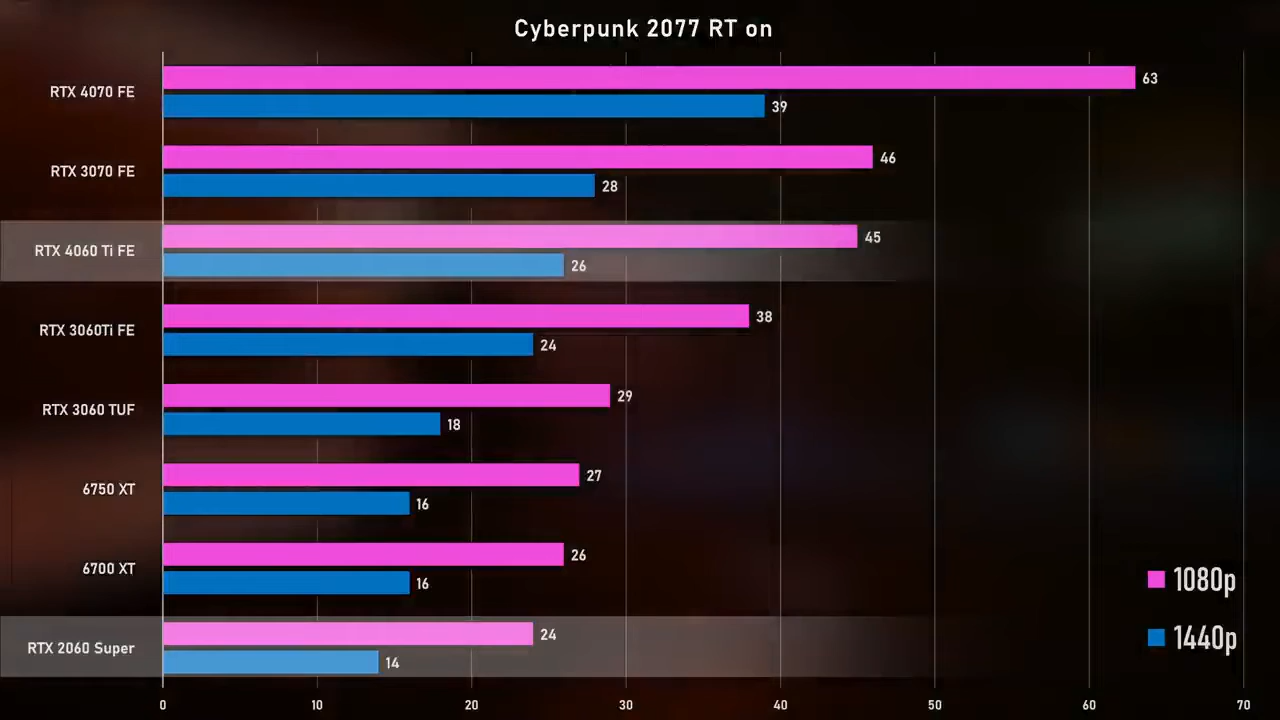 Cyberpunk 2077 RT on
RTX 4070 FE
63
39
RTX 3070 FE
46
28
RTX 4060 Ti FE
45
26
RTX 3060Ti FE
38
24
RTX 3060 TUF
29
18
6750 XT
27
16
6700 XT
26
16
RTX 2060 Super
24
14
1080p
1440p
0 10 20 30 40 50 60 70